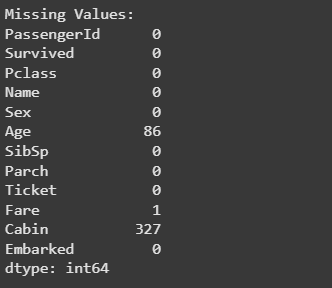 Missing Values:
PassengerId 0
Survived 0
Pclass 0
Name 0
Sex 0
Age 86
SibSp 0
Parch 0
Ticket 0
Fare 1
Cabin 327
Embarked 0
dtype: int64